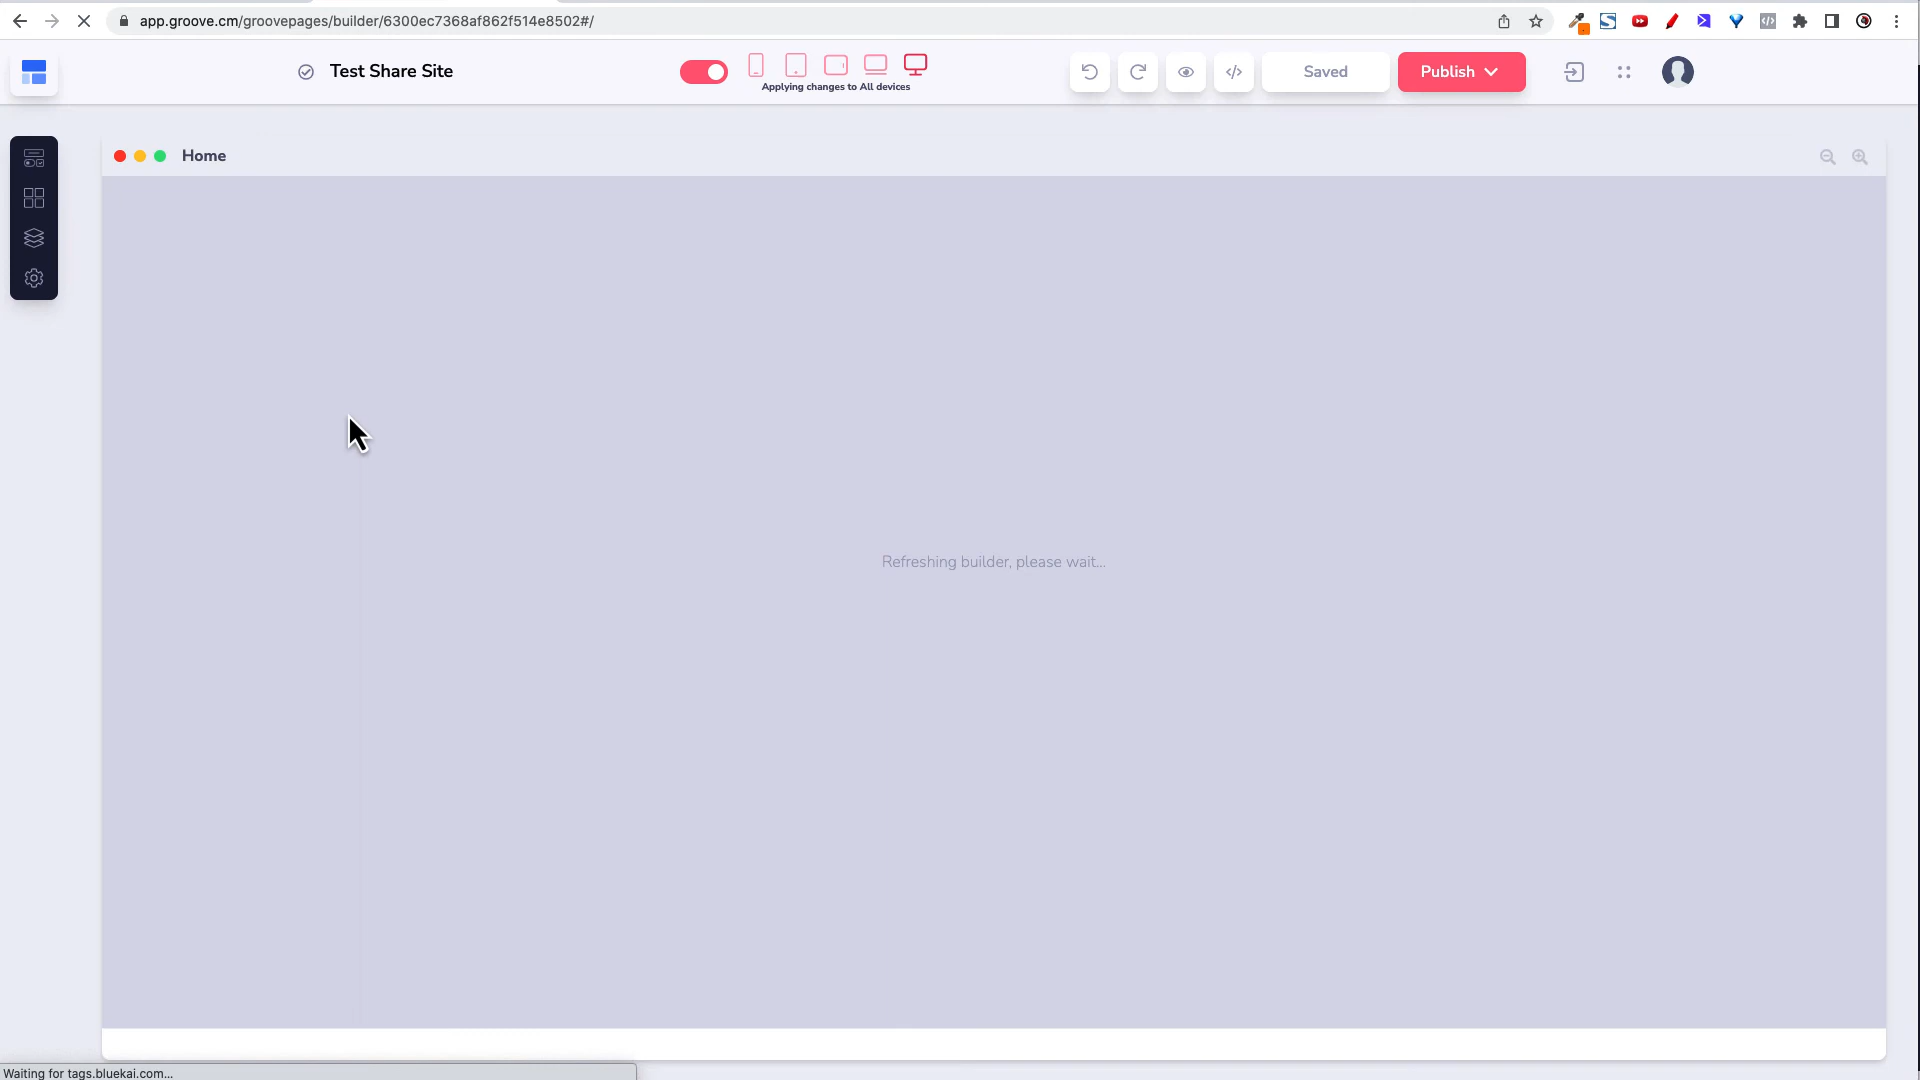 app.groove.cm/groovepages/builder/6300ec7368af862f514e8502#/
Test Share Site
Applying changes to All devices
Saved
Publish
Home
Refreshing builder, please wait...
Waiting for tags.bluekai.com...